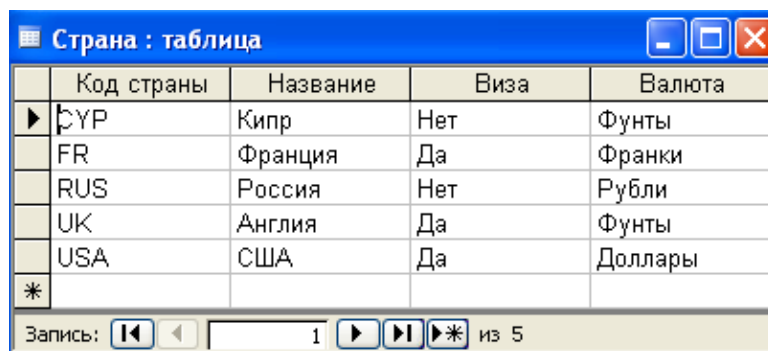 Страна : таблица
Код страны Название Виза Валюта
CYP Кипр Нет Фунты
FR Франция Да Франки
RUS Россия Нет Рубли
UK Англия Да Фунты
USA США Да Доллары
Запись: 1 из 5